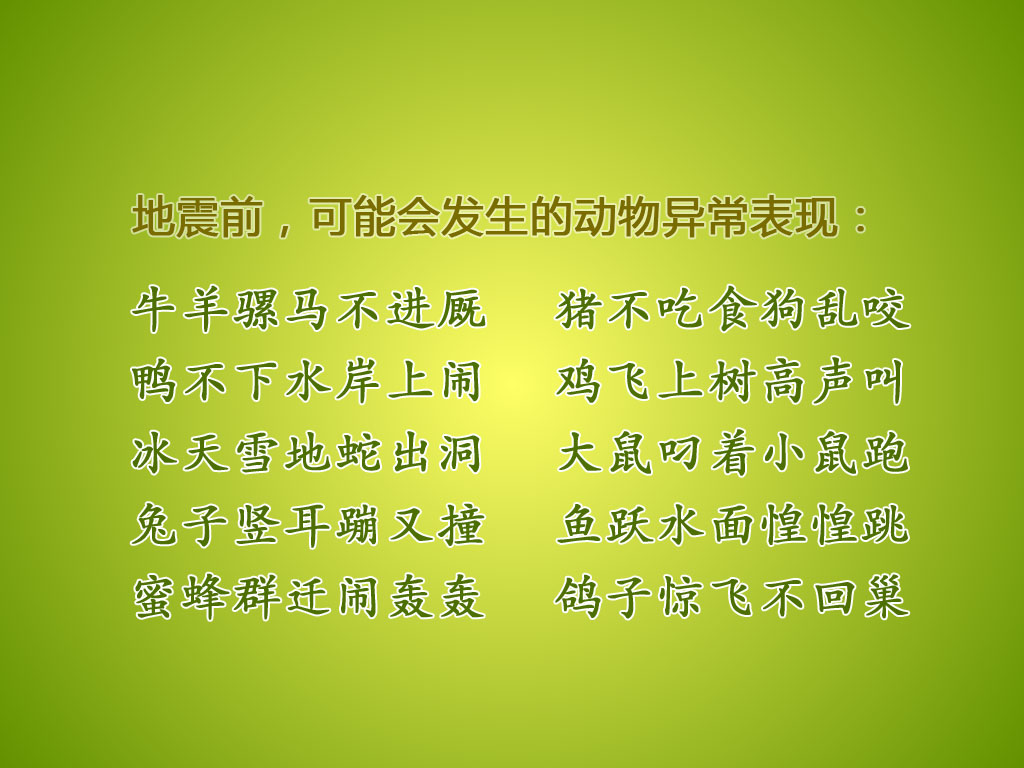 地震前，可能会发生的动物异常表现：
牛羊骡马不进厩 猪不吃食狗乱咬
鸭不下水岸上闹 鸡飞上树高声叫
冰天雪地蛇出洞 大鼠叼着小鼠跑
兔子竖耳蹦又撞 鱼跃水面惶惶跳
蜜蜂群迁闹轰轰 鸽子惊飞不回巢